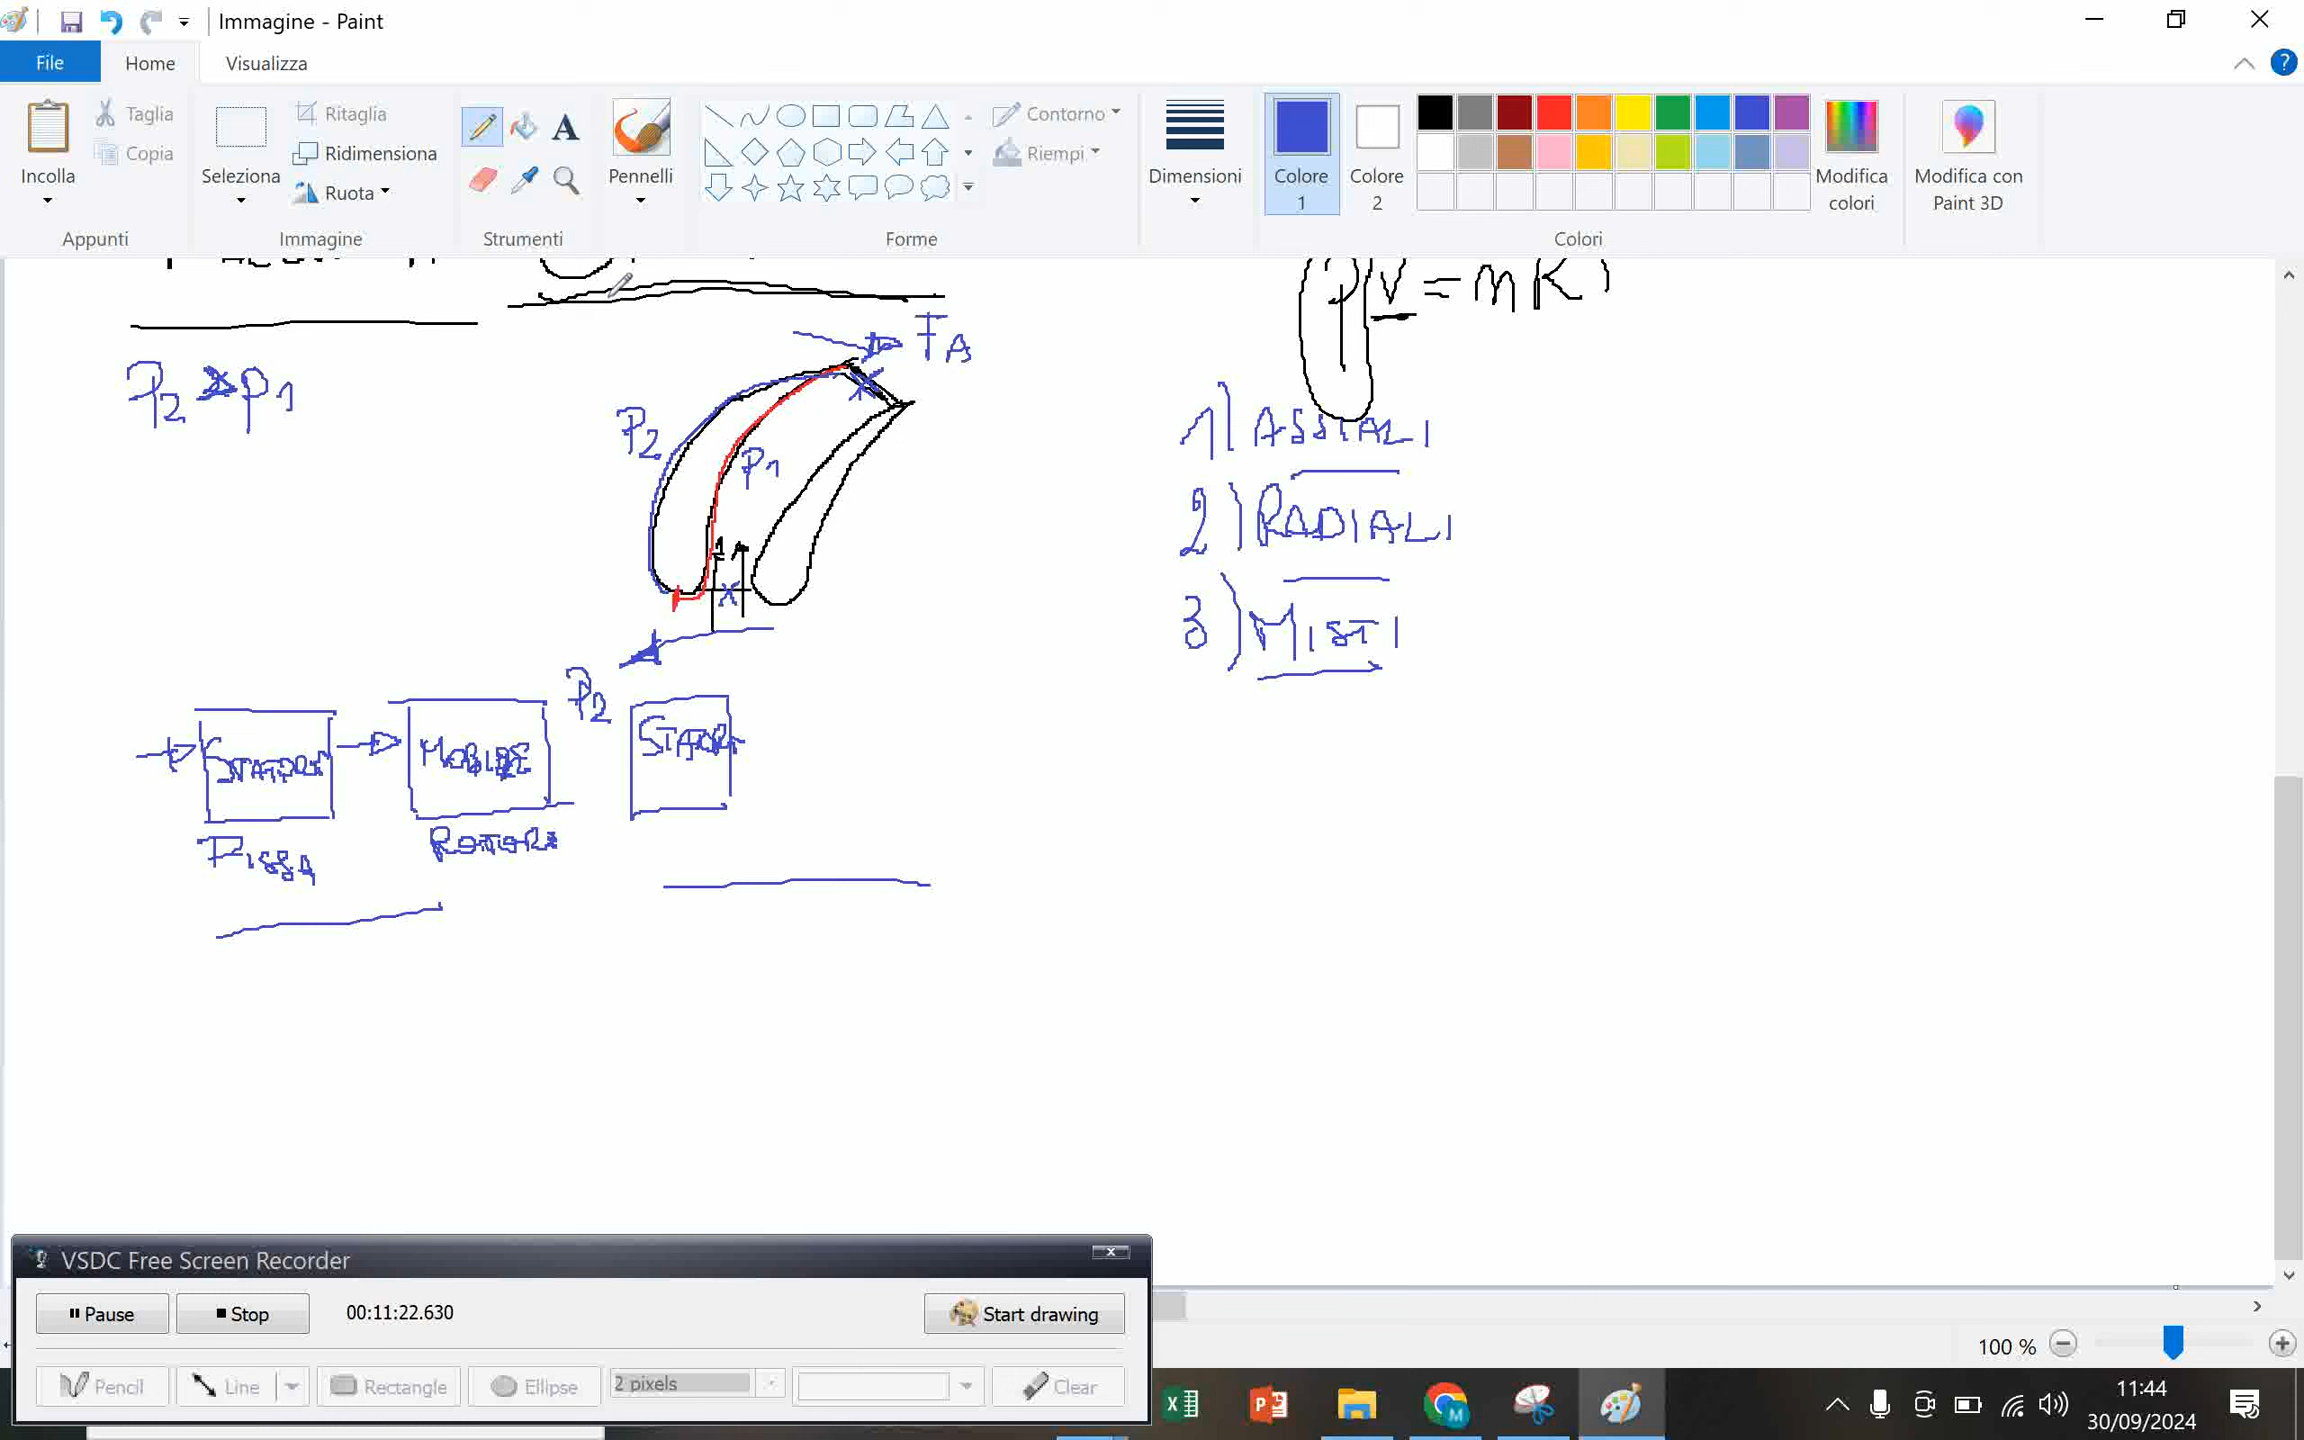 Immagine - Paint
File Home Visualizza
Incolla
Taglia
Copia
Appunti
Seleziona
Ritaglia
Ridimensiona
Ruota
Immagine
A
Strumenti
Pennelli
Contorno
Riempi
Forme
Dimensioni
Colore
1
Colore
2
Modifica
colori
Modifica con
Paint 3D
Colori
V = m R
FA
P2 > P1
P2
P1
1) ASSIALI
2) RADIALI
3) MISTI
P2
STATORE
MOBILE
STATORE
FISSA
ROTORE
VSDC Free Screen Recorder
Pause
Stop
00:11:22.630
Start drawing
Pencil
Line
Rectangle
Ellipse
2 pixels
Clear
100 %
11:44
30/09/2024